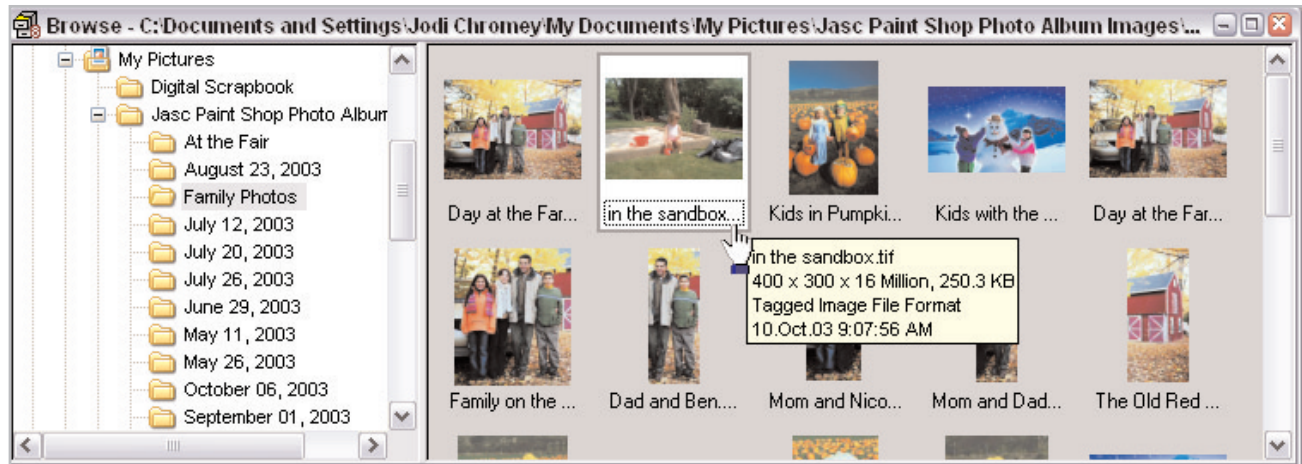 Browse - C:\Documents and Settings\Jodi Chromey\My Documents\My Pictures\Jasc Paint Shop Photo Album Images\...
My Pictures
Digital Scrapbook
Jasc Paint Shop Photo Album
At the Fair
August 23, 2003
Family Photos
July 12, 2003
July 20, 2003
July 26, 2003
June 29, 2003
May 11, 2003
May 26, 2003
October 06, 2003
September 01, 2003
Day at the Far...
in the sandbox...
Kids in Pumpki...
Kids with the ...
Day at the Far...
in the sandbox.tif
400 x 300 x 16 Million, 250.3 KB
Tagged Image File Format
10.Oct.03 9:07:56 AM
Family on the ...
Dad and Ben....
Mom and Nico...
Mom and Dad...
The Old Red ...